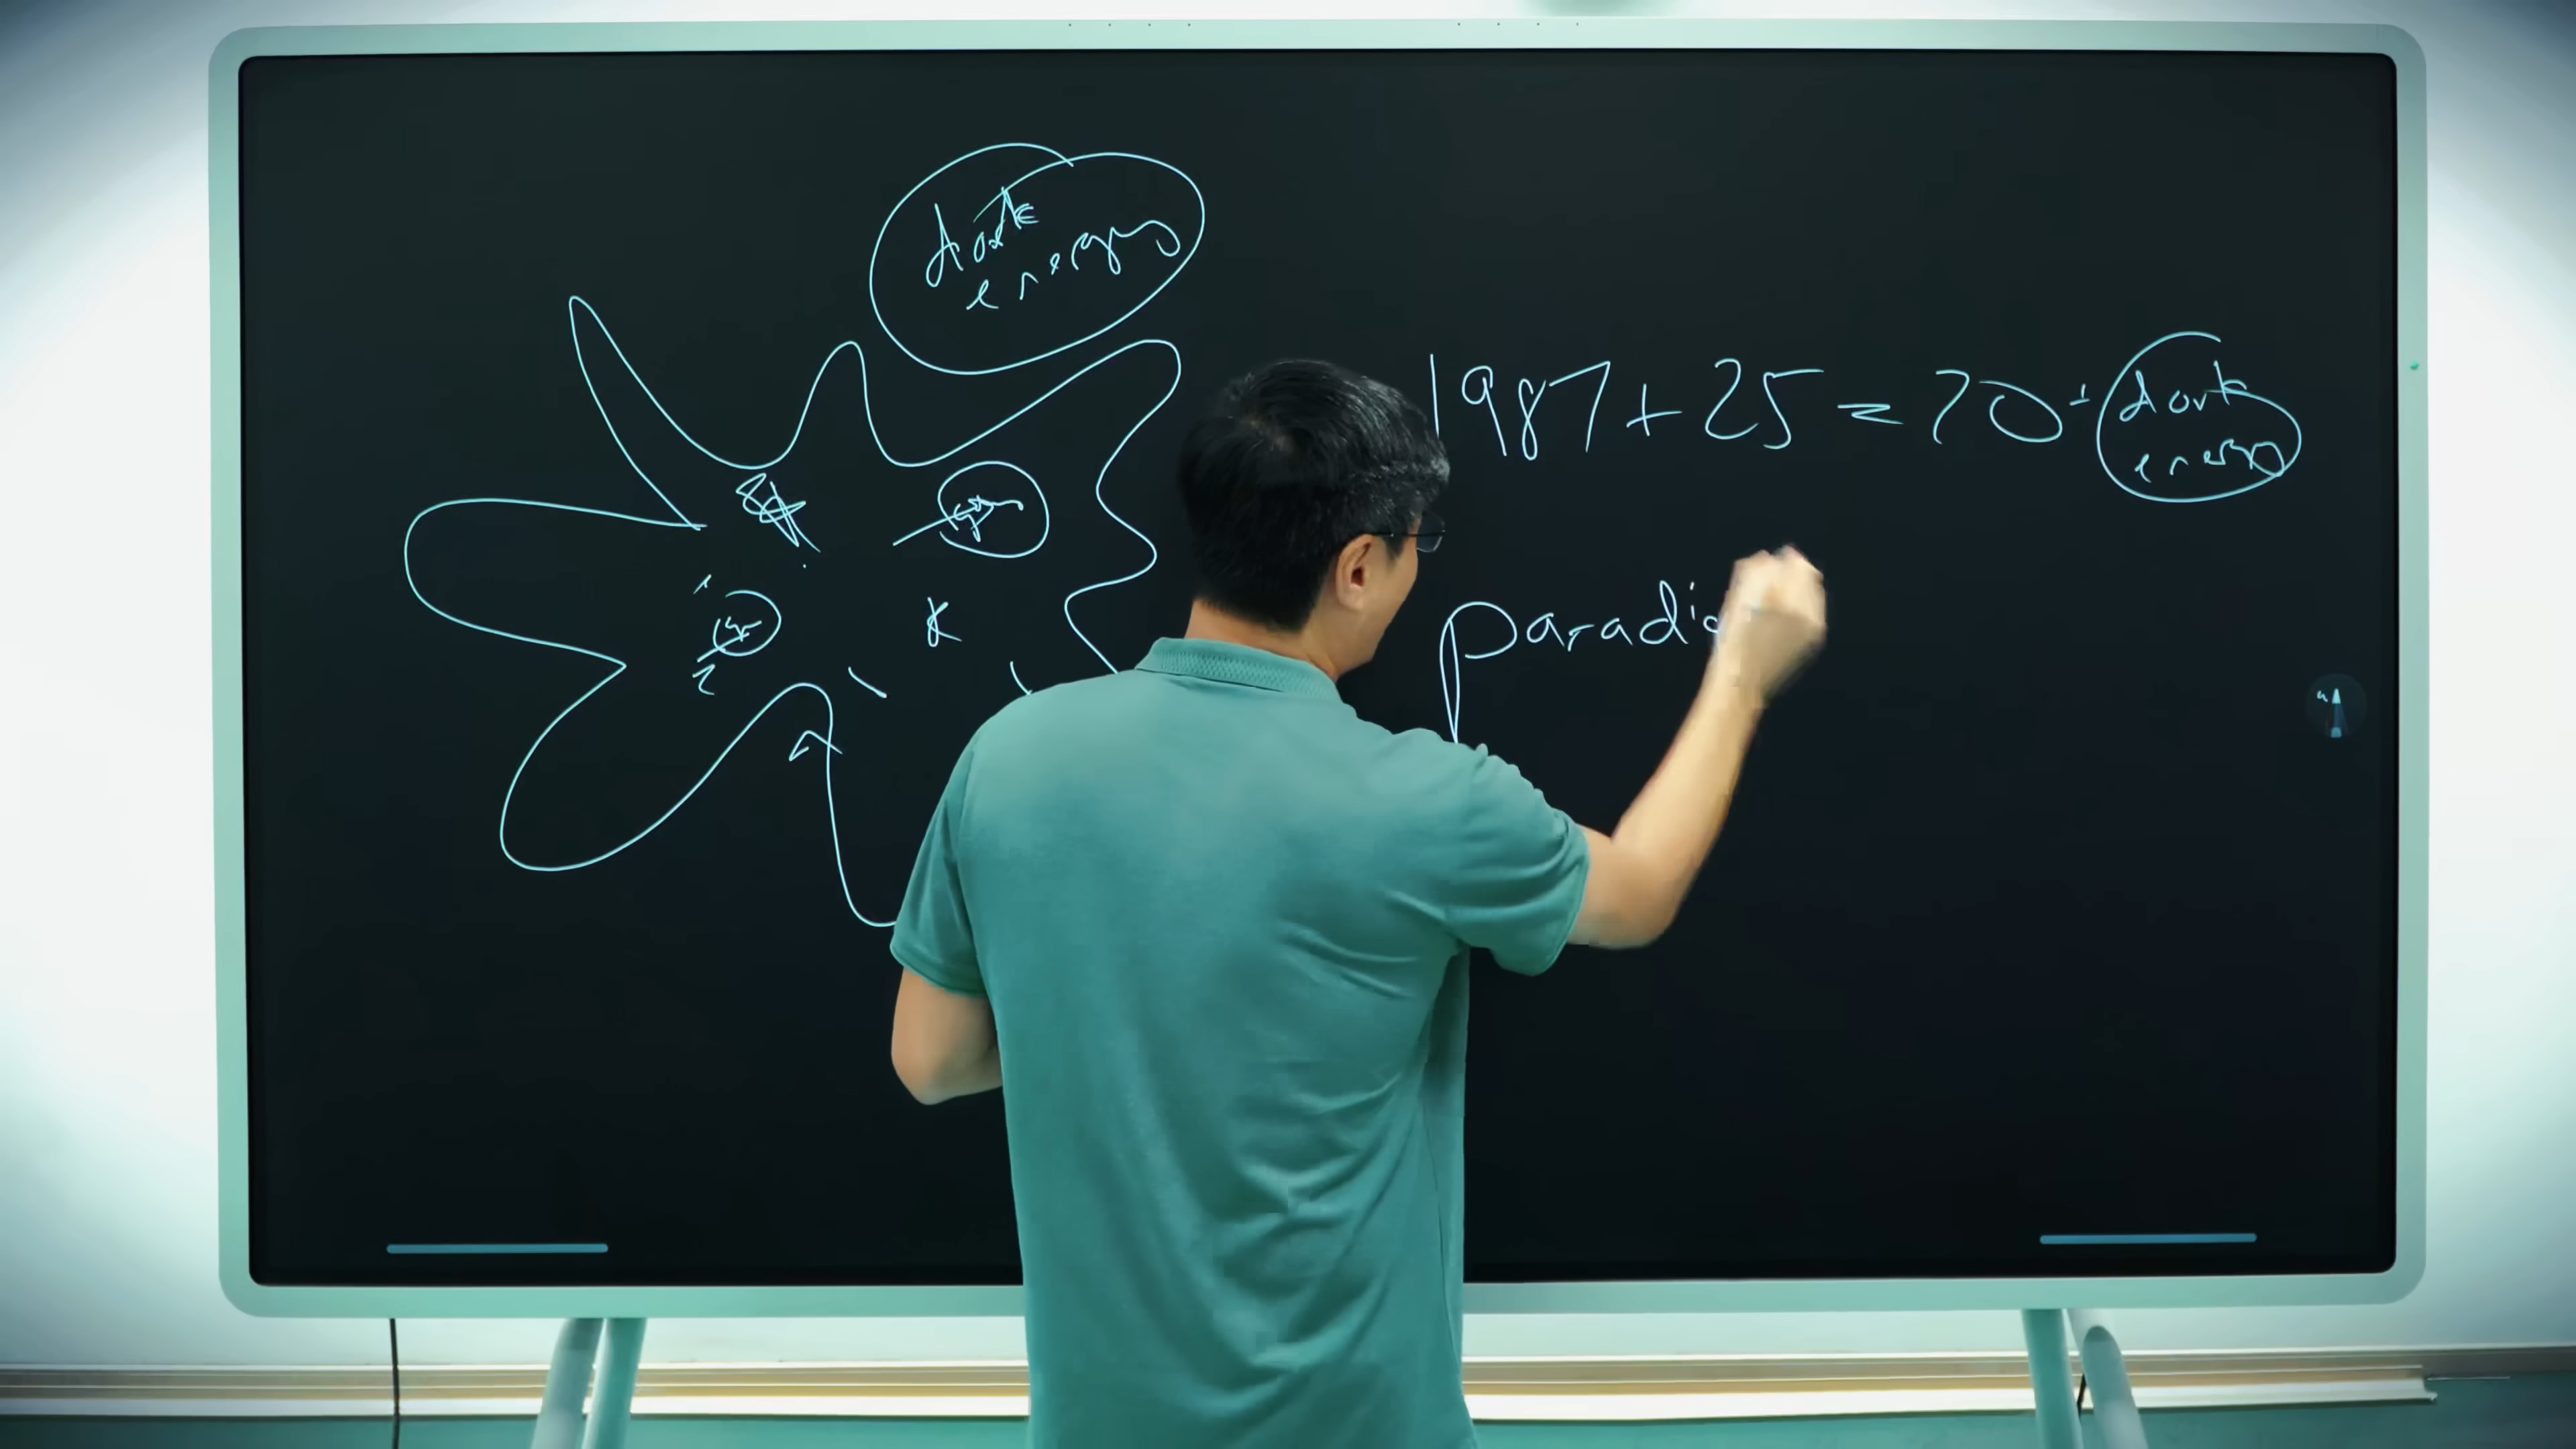 dark
energy
1987 + 25 = 70 + dark
energy
K
paradi